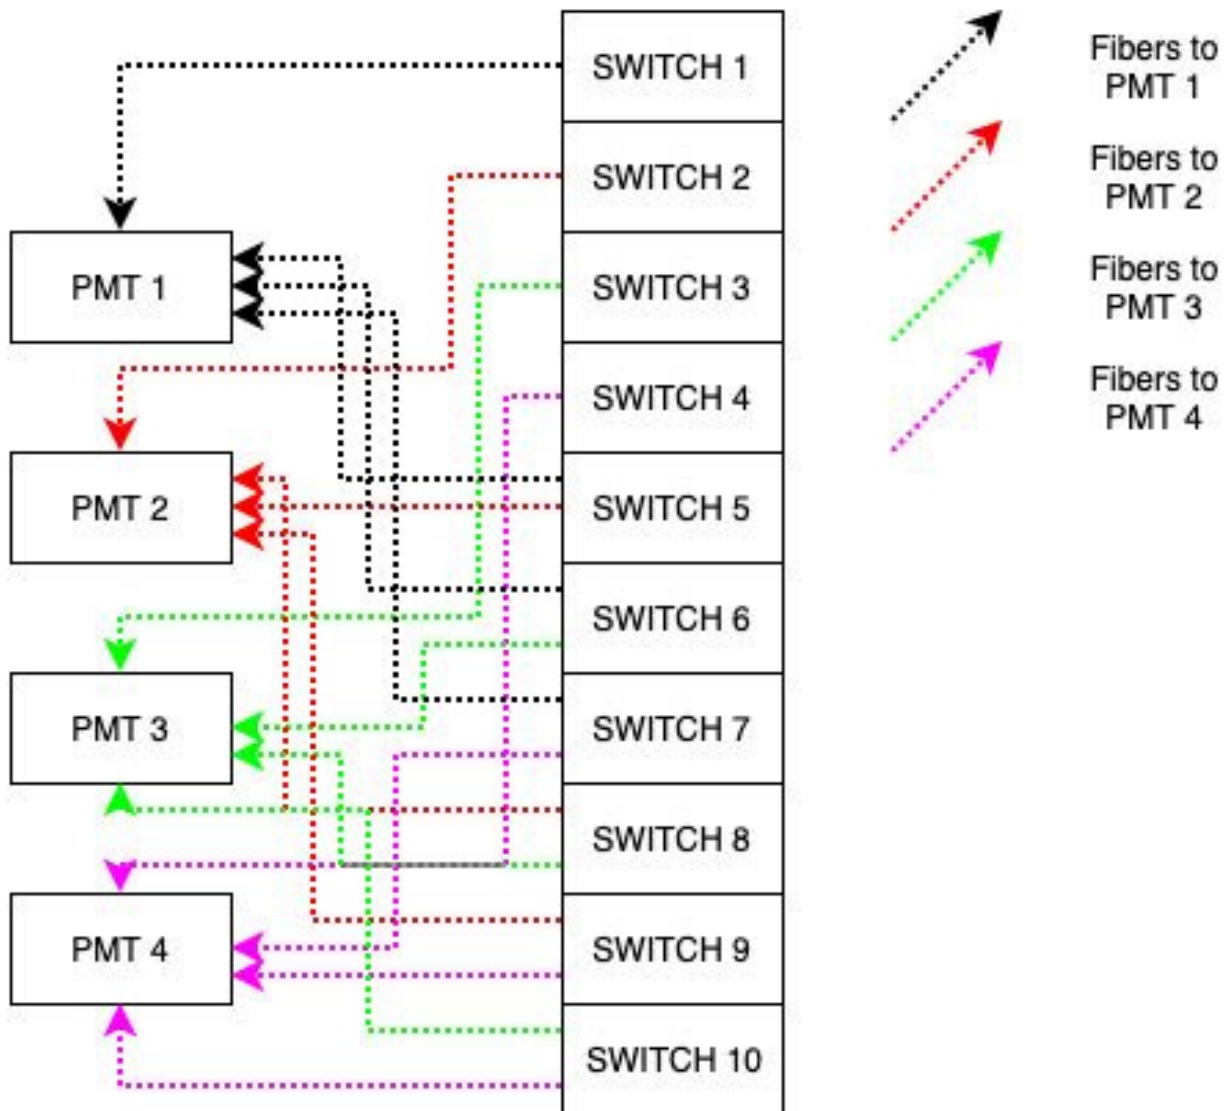 SWITCH 1
SWITCH 2
SWITCH 3
SWITCH 4
SWITCH 5
SWITCH 6
SWITCH 7
SWITCH 8
SWITCH 9
SWITCH 10
PMT 1
PMT 2
PMT 3
PMT 4
Fibers to
PMT 1
Fibers to
PMT 2
Fibers to
PMT 3
Fibers to
PMT 4